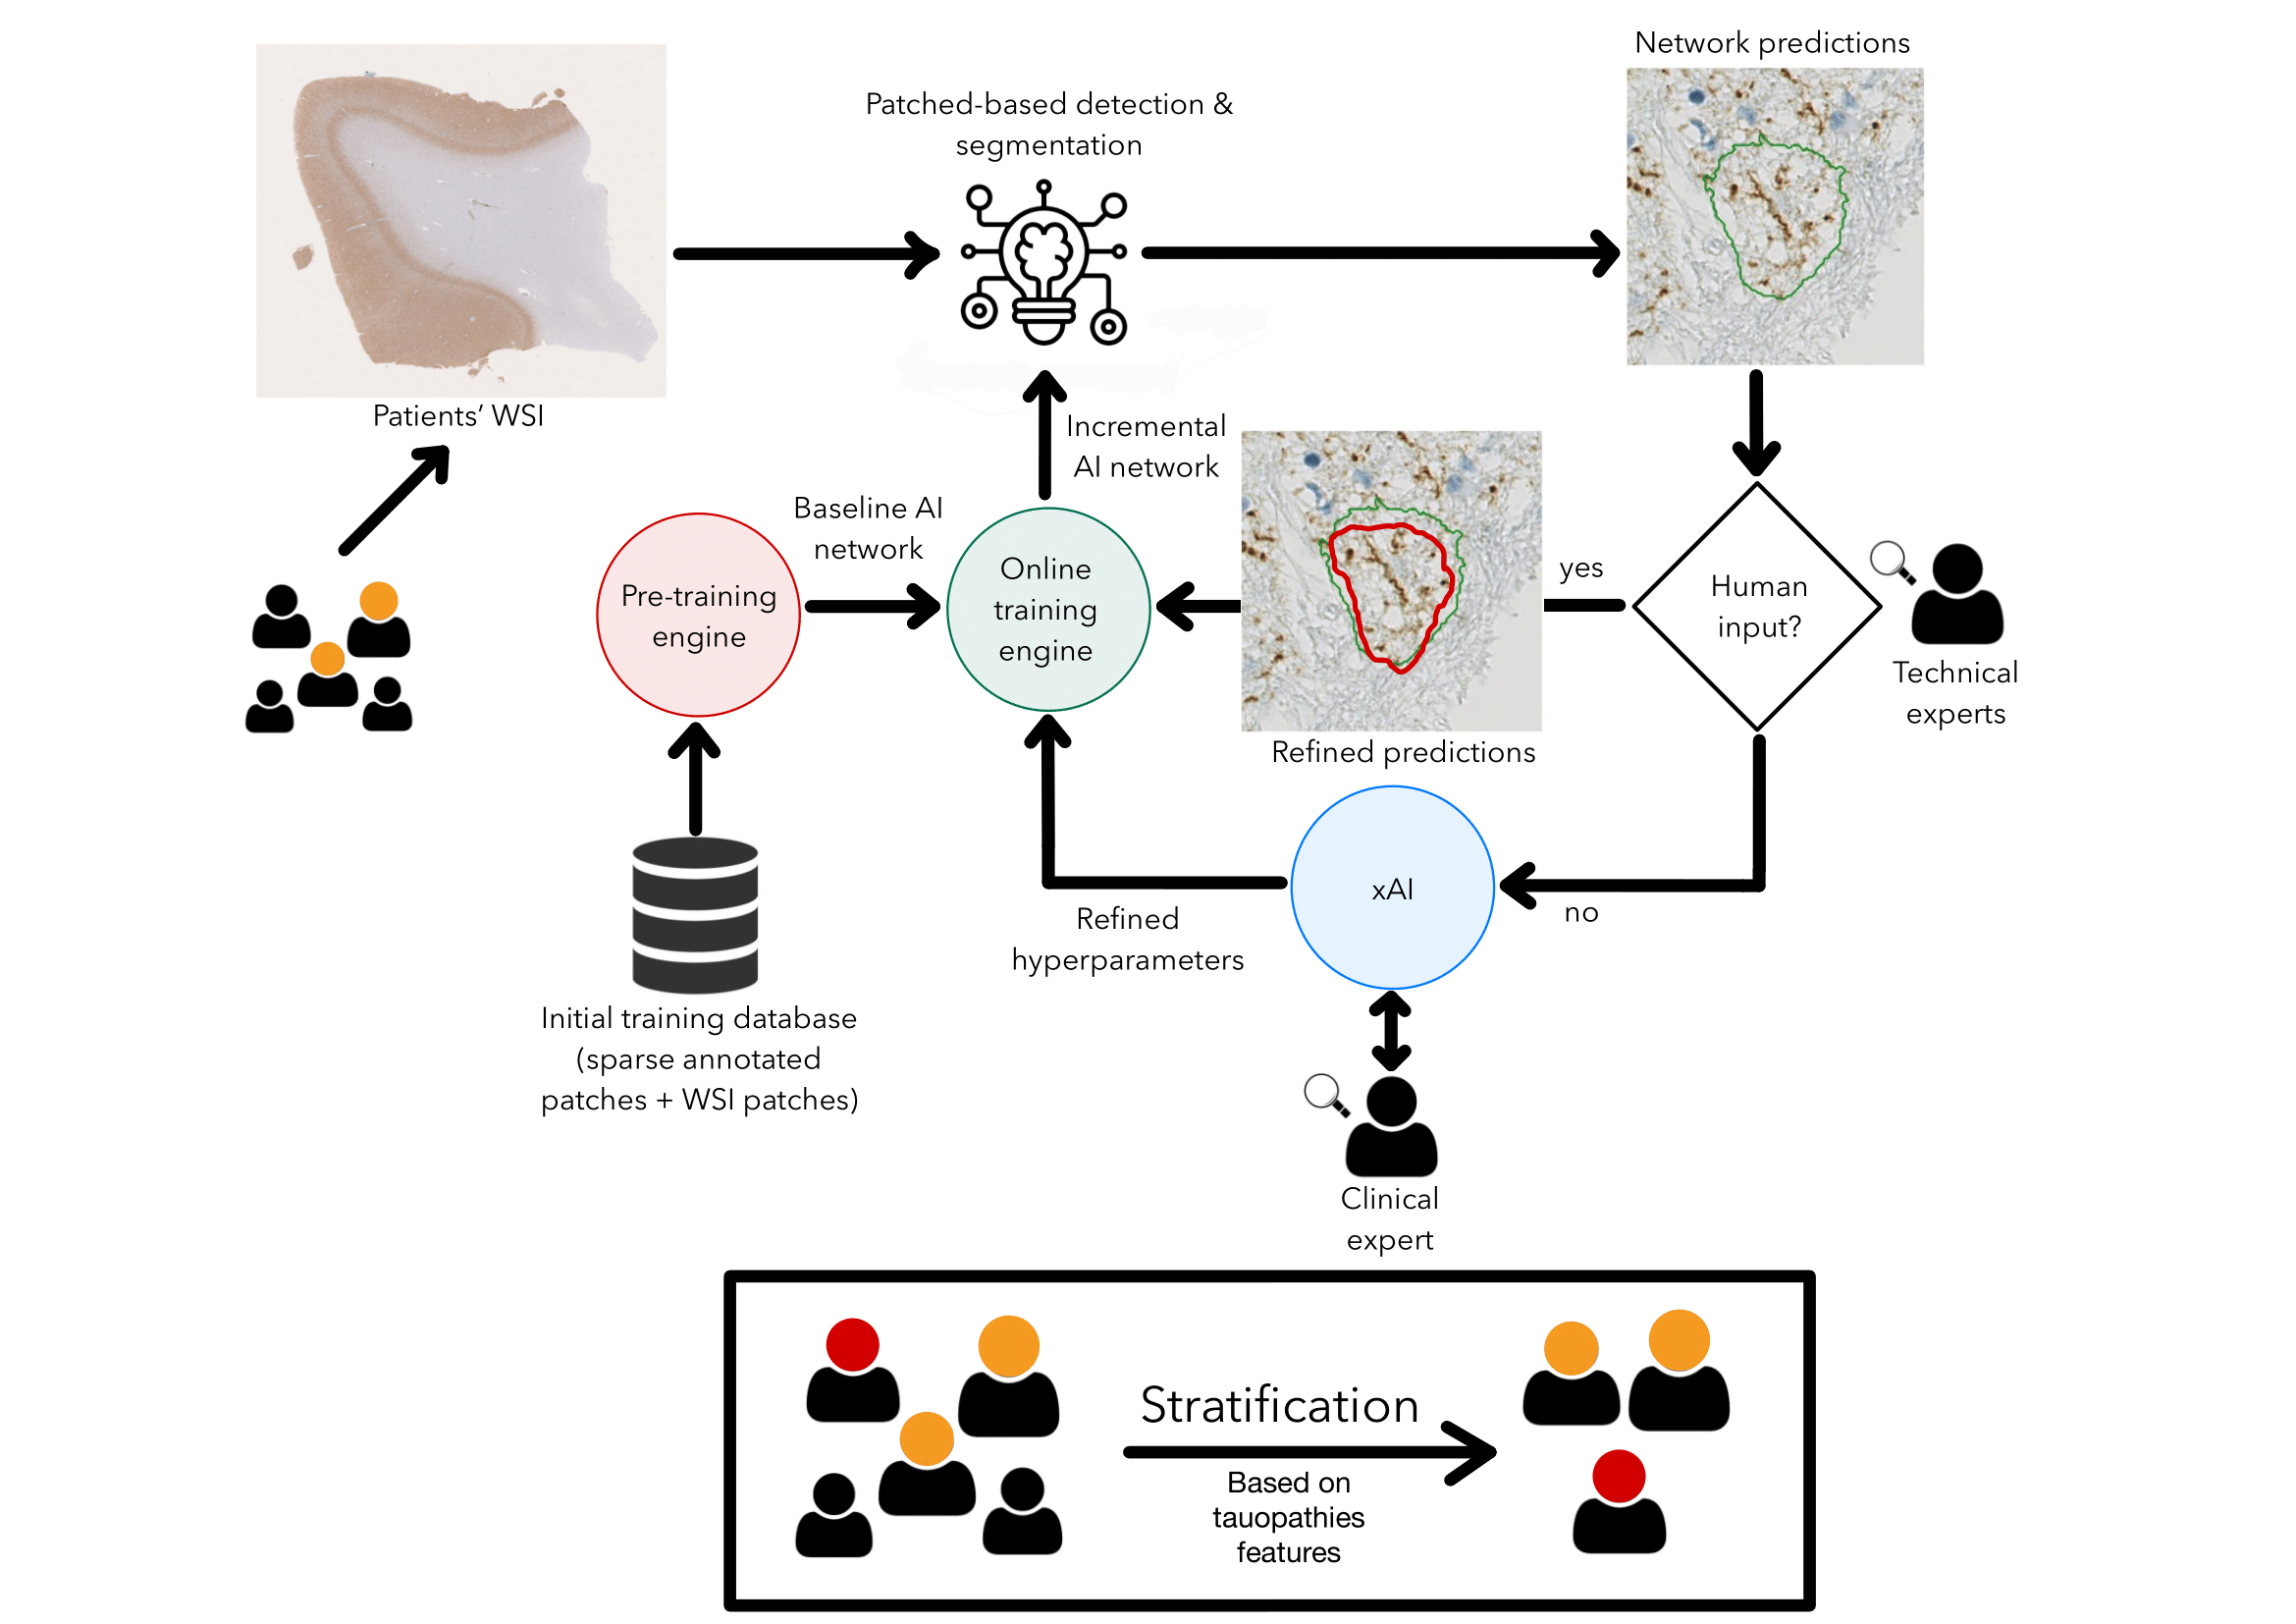 Network predictions
Patched-based detection &
segmentation
Patients’ WSI
Incremental
AI network
Baseline AI
network
Pre-training
engine
Online
training
engine
yes
Human
input?
Technical
experts
Refined predictions
xAI
no
Refined
hyperparameters
Initial training database
(sparse annotated
patches + WSI patches)
Clinical
expert
Stratification
Based on
tauopathies
features